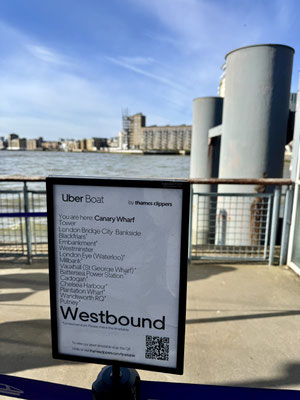 Uber Boat
by thames clippers
You are here: Canary Wharf
Tower
London Bridge City Bankside
Blackfriars*
Embankment*
Westminster
London Eye (Waterloo)*
Millbank*
Vauxhall (St George Wharf)*
Battersea Power Station
Cadogan*
Chelsea Harbour*
Plantation Wharf*
Wandsworth RQ*
Putney*
Westbound